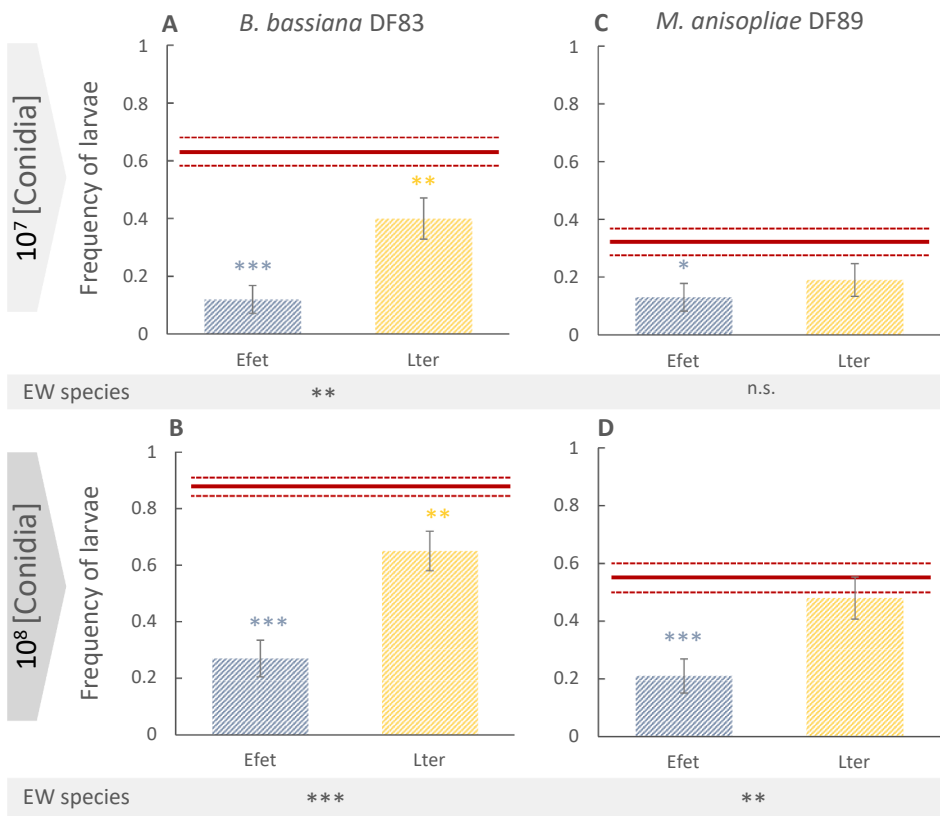 A
B. bassiana DF83
C
M. anisopliae DF89
10⁷ [Conidia]
Frequency of larvae
1
0.8
0.6
0.4
0.2
0
***
**
Efet
Lter
1
0.8
0.6
0.4
0.2
0
*
Efet
Lter
EW species
**
n.s.
B
D
10⁸ [Conidia]
Frequency of larvae
1
0.8
0.6
0.4
0.2
0
***
**
Efet
Lter
1
0.8
0.6
0.4
0.2
0
***
Efet
Lter
EW species
***
**